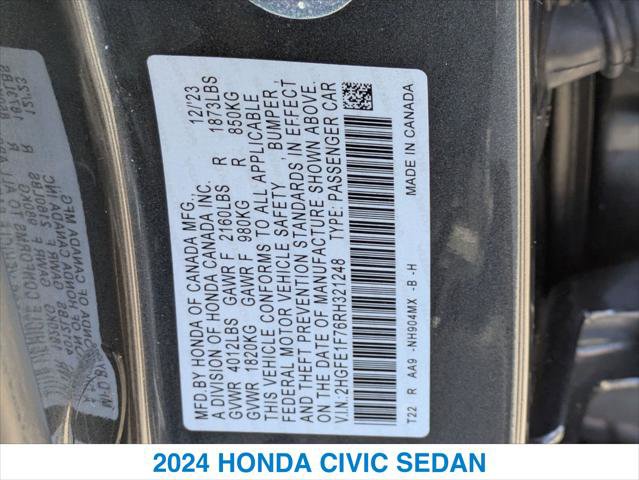 MFD.BY HONDA OF CANADA MFG., 12/'23
A DIVISION OF HONDA CANADA INC.
GVWR 4012LBS GAWR F 2160LBS R 1873LBS
GVWR 1820KG GAWR F 980KG R 850KG
THIS VEHICLE CONFORMS TO ALL APPLICABLE
FEDERAL MOTOR VEHICLE SAFETY , BUMPER ,
AND THEFT PREVENTION STANDARDS IN EFFECT
ON THE DATE OF MANUFACTURE SHOWN ABOVE.
V.I.N: 2HGFE1F76RH321248 TYPE: PASSENGER CAR
T22 R AA9 -NH904MX -B -H MADE IN CANADA
2024 HONDA CIVIC SEDAN